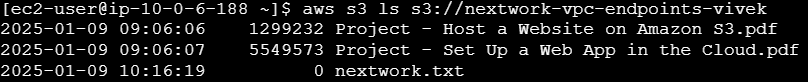 [ec2-user@ip-10-0-6-188 ~]$ aws s3 ls s3://nextwork-vpc-endpoints-vivek
2025-01-09 09:06:06    1299232 Project - Host a Website on Amazon S3.pdf
2025-01-09 09:06:07    5549573 Project - Set Up a Web App in the Cloud.pdf
2025-01-09 10:16:19          0 nextwork.txt